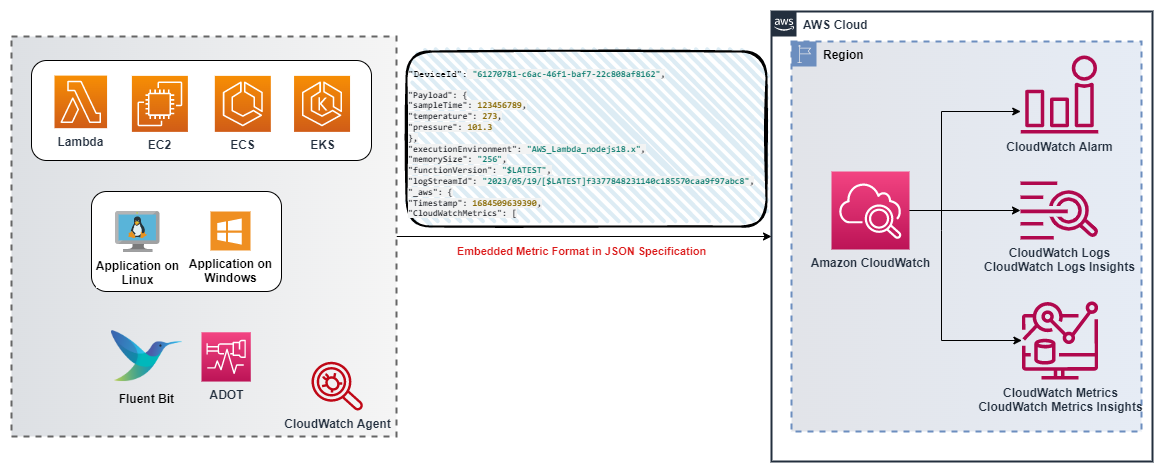 Lambda
EC2
ECS
EKS
Application on
Linux
Application on
Windows
Fluent Bit
ADOT
CloudWatch Agent
"DeviceId": "61270781-c6ac-46f1-baf7-22c808af8162",
"Payload": {
"sampleTime": 123456789,
"temperature": 273,
"pressure": 101.3
},
"executionEnvironment": "AWS_Lambda_nodejs18.x",
"memorySize": "256",
"functionVersion": "$LATEST",
"logStreamId": "2023/05/19/[$LATEST]f3377848231140c185570caa9f97abc8",
"_aws": {
"Timestamp": 1684509639390,
"CloudWatchMetrics": [
Embedded Metric Format in JSON Specification
aws
AWS Cloud
Region
Amazon CloudWatch
CloudWatch Alarm
CloudWatch Logs
CloudWatch Logs Insights
CloudWatch Metrics
CloudWatch Metrics Insights